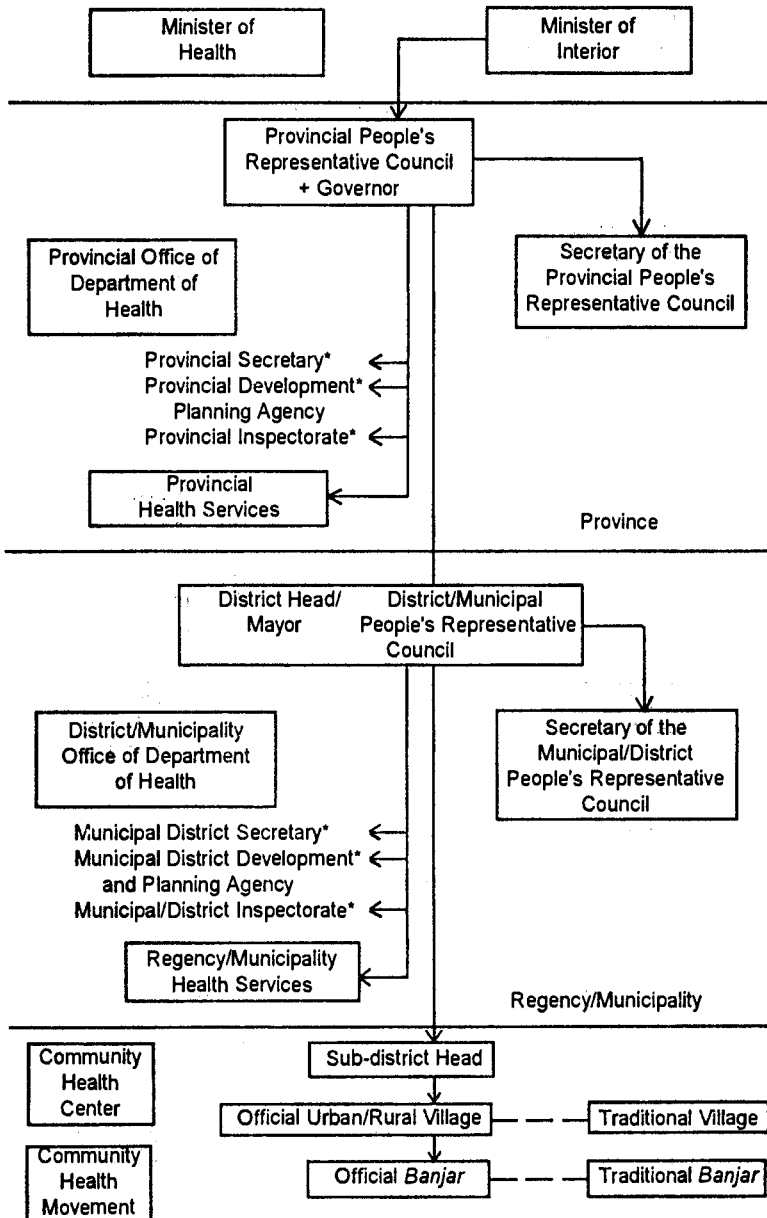 Minister of
Health
Minister of
Interior
Provincial People's
Representative Council
+ Governor
Provincial Office of
Department of
Health
Secretary of the
Provincial People's
Representative Council
Provincial Secretary*
Provincial Development*
Planning Agency
Provincial Inspectorate*
Provincial
Health Services
Province
District Head/
Mayor
District/Municipal
People's Representative
Council
District/Municipality
Office of Department
of Health
Secretary of the
Municipal/District
People's Representative
Council
Municipal District Secretary*
Municipal District Development*
and Planning Agency
Municipal/District Inspectorate*
Regency/Municipality
Health Services
Regency/Municipality
Community
Health
Center
Sub-district Head
Official Urban/Rural Village
Traditional Village
Community
Health
Movement
Official Banjar
Traditional Banjar